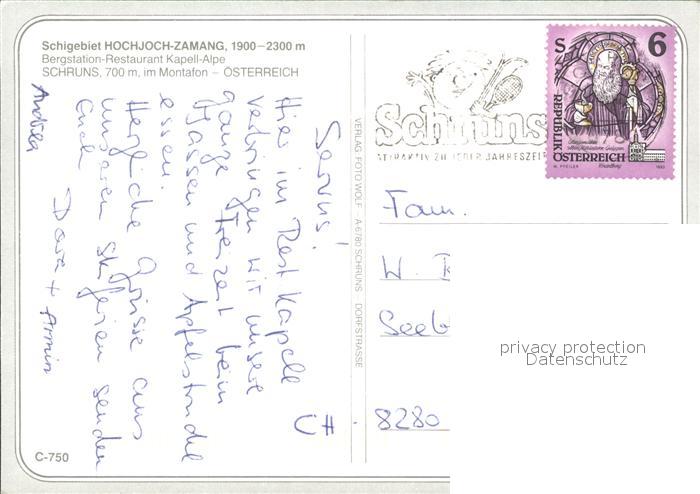 Schigebiet HOCHJOCH-ZAMANG, 1900–2300 m
Bergstation-Restaurant Kapell-Alpe
SCHRUNS, 700 m, im Montafon – ÖSTERREICH
Servus!
Hier im Rest Kapell
verbringen wir unsere
ganze Freizeit beim
Jassen und Apfelstrudel
essen.
Herzliche Grüsse aus
unseren Skiferien senden
Euch
Dora + Armin
C-750
VERLAG FOTO WOLF A-6780 SCHRUNS DORFSTRASSE
Schruns
ATTRAKTIV ZU JEDER JAHRESZEIT
S 6
REPUBLIK
ÖSTERREICH
Fam.
W.
Seeb
8280
CH
privacy protection
Datenschutz